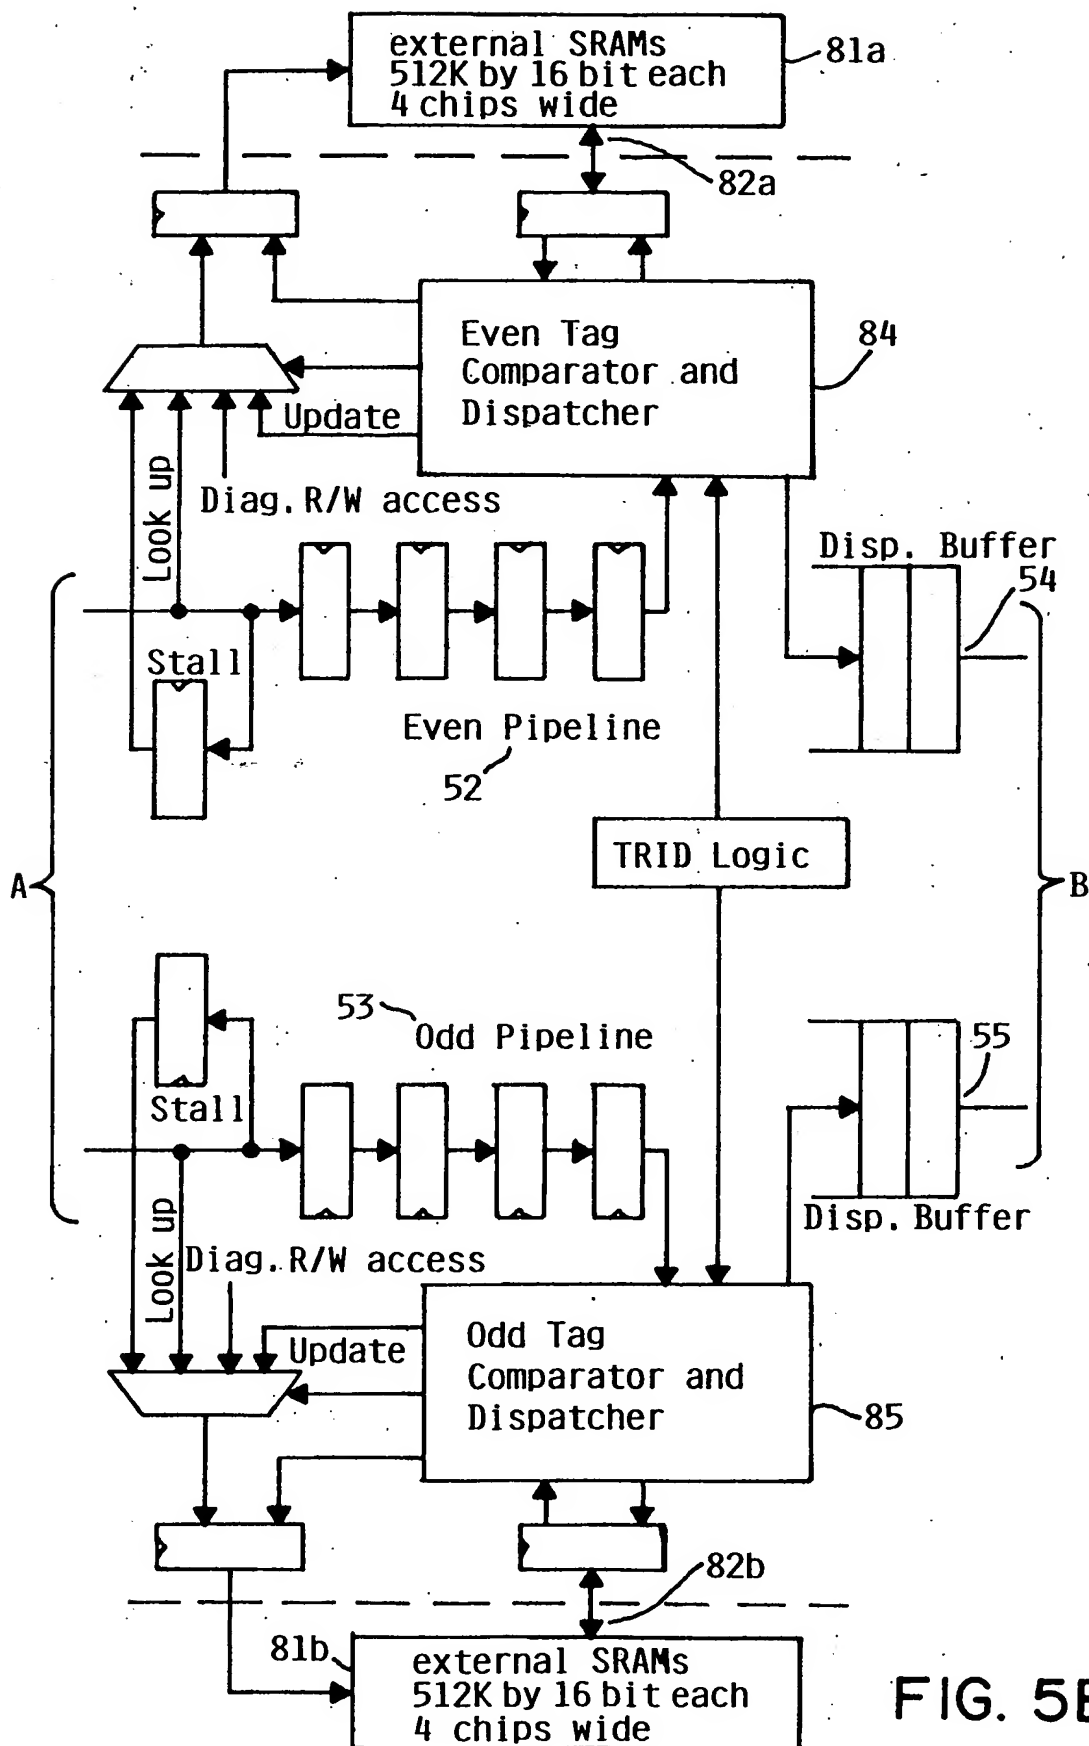 external SRAMs
512K by 16 bit each
4 chips wide
81a
82a
Even Tag
Comparator and
Dispatcher
84
Update
Look up
Diag. R/W access
Disp. Buffer
54
Stall
Even Pipeline
52
TRID Logic
A
B
53
Odd Pipeline
55
Stall
Disp. Buffer
Look up
Diag. R/W access
Update
Odd Tag
Comparator and
Dispatcher
85
82b
81b
external SRAMs
512K by 16 bit each
4 chips wide
FIG. 5B